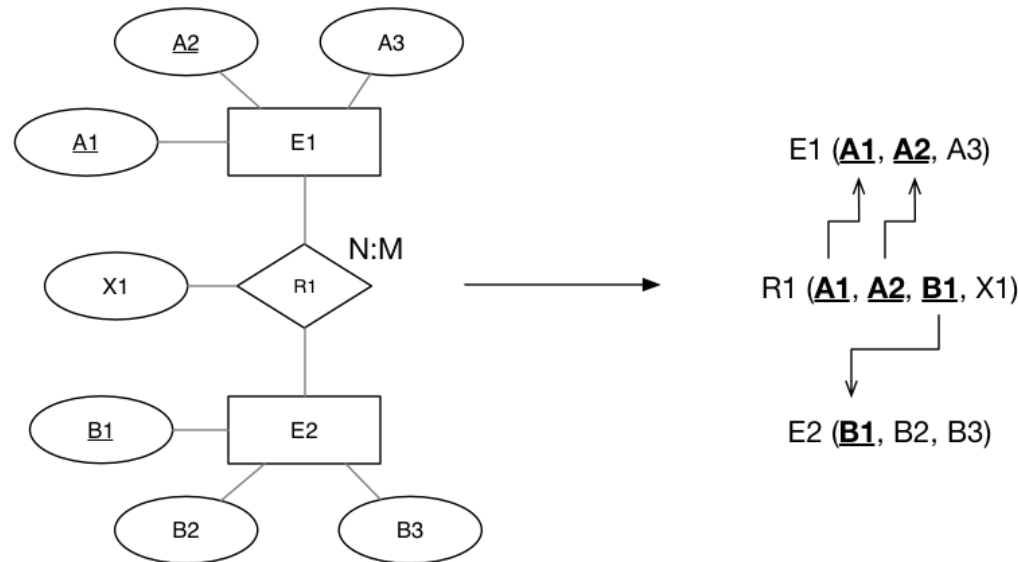 A2
A3
A1
E1
N:M
X1
R1
B1
E2
B2
B3
E1 (A1, A2, A3)
R1 (A1, A2, B1, X1)
E2 (B1, B2, B3)